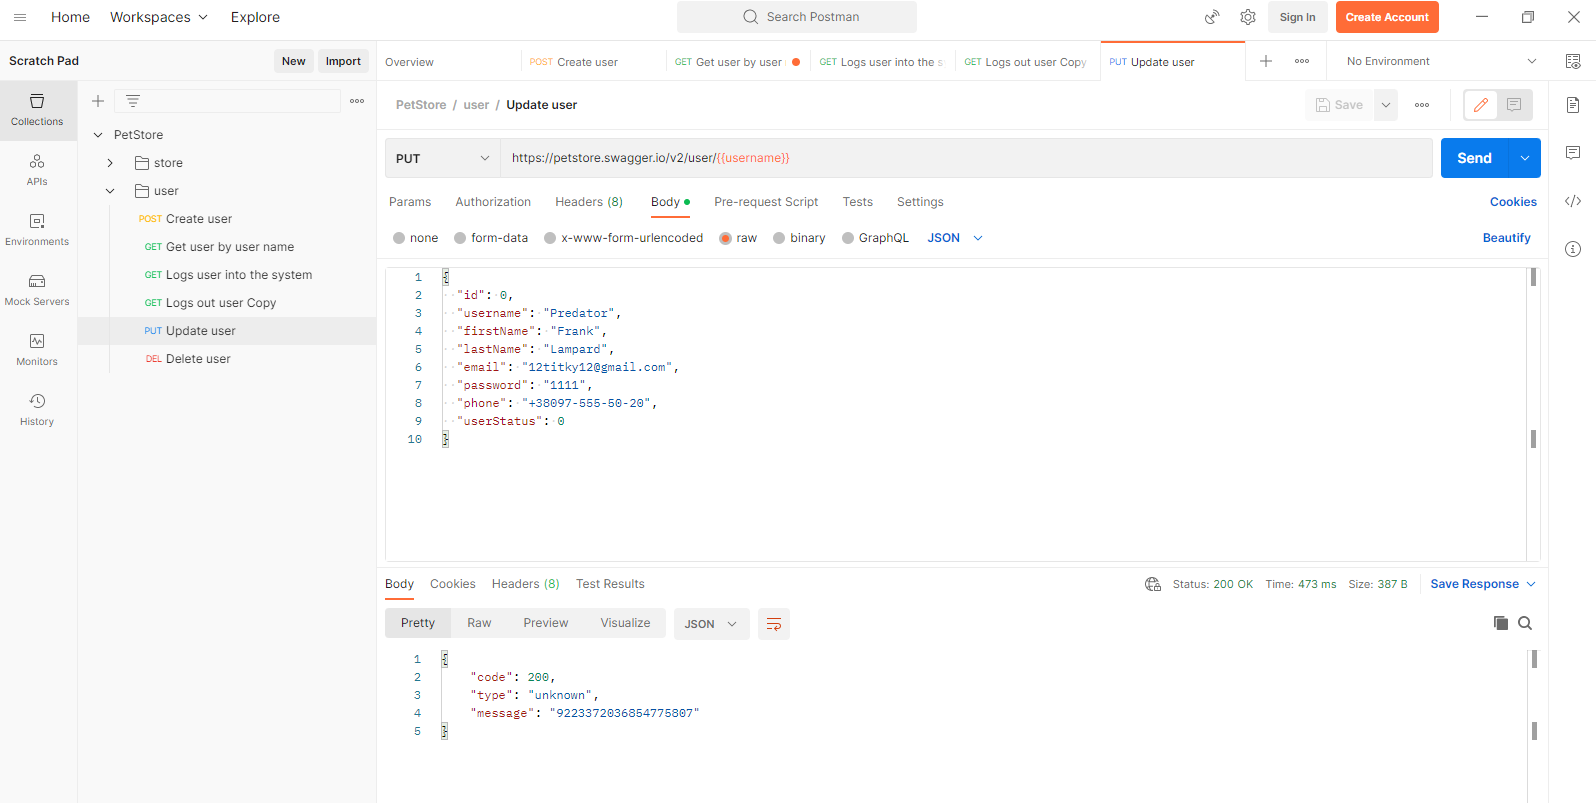 Home Workspaces Explore Search Postman Sign In Create Account
Scratch Pad New Import Overview POST Create user GET Get user by user GET Logs user into the s GET Logs out user Copy PUT Update user No Environment
Collections
APIs
Environments
Mock Servers
Monitors
History
PetStore
store
user
POST Create user
GET Get user by user name
GET Logs user into the system
GET Logs out user Copy
PUT Update user
DEL Delete user
PetStore / user / Update user Save
PUT https://petstore.swagger.io/v2/user/{{username}} Send
Params Authorization Headers (8) Body Pre-request Script Tests Settings Cookies
none form-data x-www-form-urlencoded raw binary GraphQL JSON Beautify
1 {
2 "id": 0,
3 "username": "Predator",
4 "firstName": "Frank",
5 "lastName": "Lampard",
6 "email": "12titky12@gmail.com",
7 "password": "1111",
8 "phone": "+38097-555-50-20",
9 "userStatus": 0
10 }
Body Cookies Headers (8) Test Results Status: 200 OK Time: 473 ms Size: 387 B Save Response
Pretty Raw Preview Visualize JSON
1 {
2 "code": 200,
3 "type": "unknown",
4 "message": "9223372036854775807"
5 }